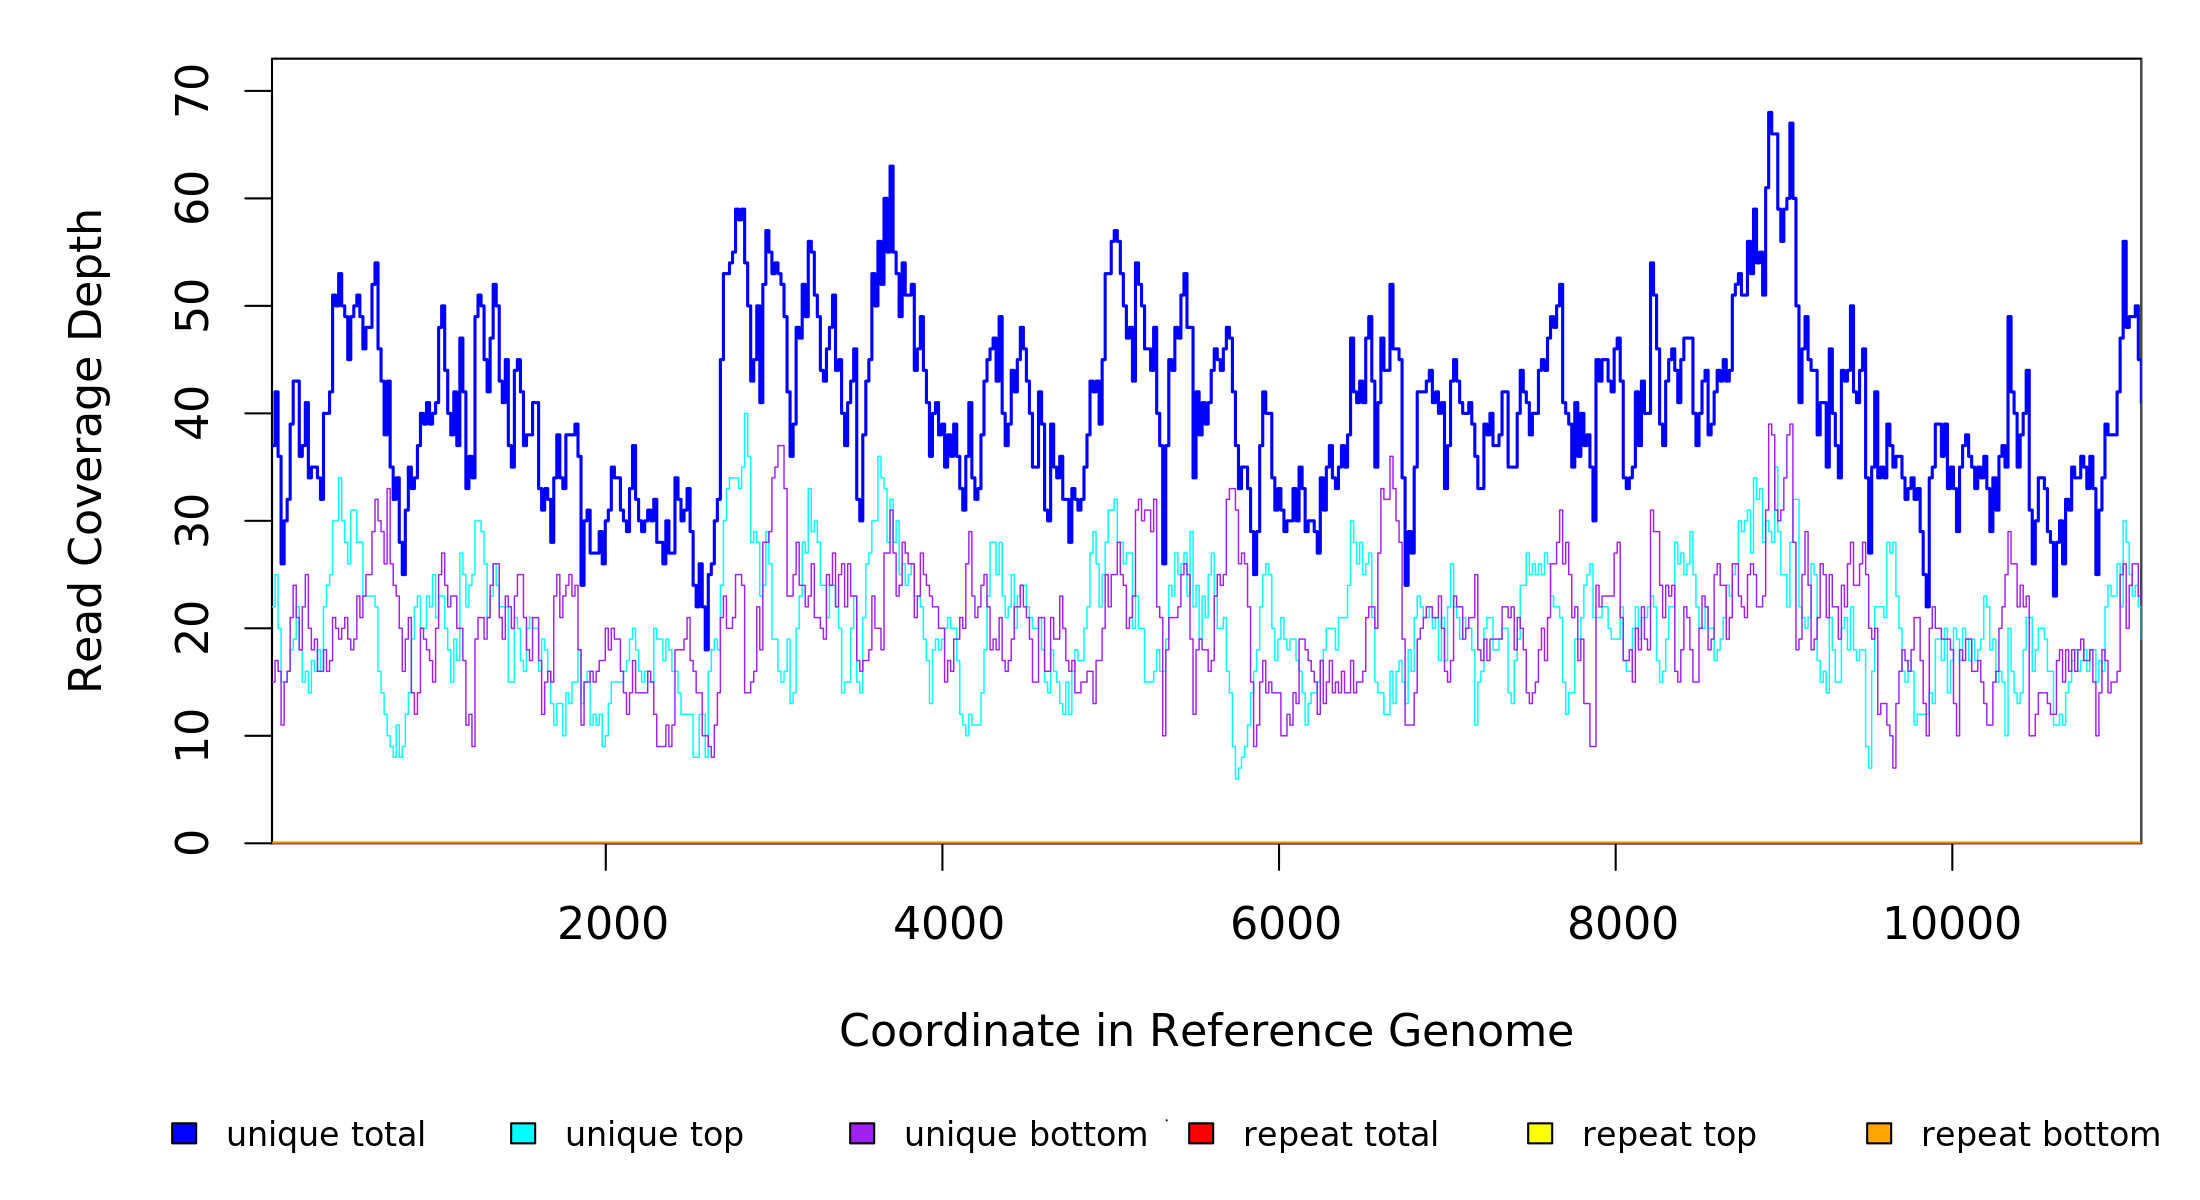 70
60
50
40
30
20
10
0
Read Coverage Depth
2000 4000 6000 8000 10000
Coordinate in Reference Genome
unique total unique top unique bottom repeat total repeat top repeat bottom